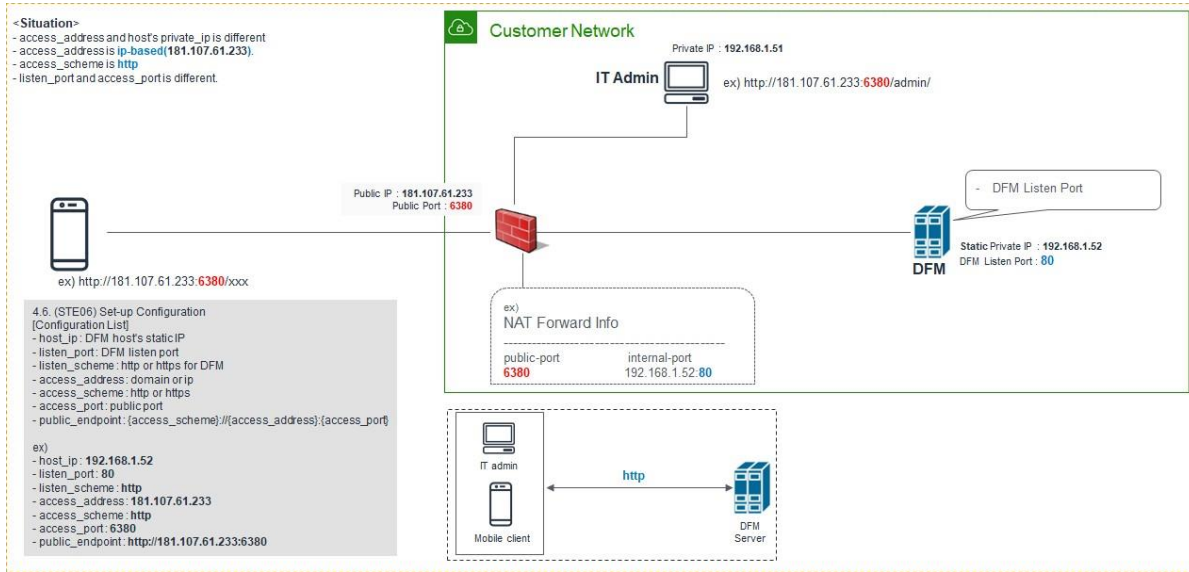 <Situation>
- access_address and host's private_ip is different
- access_address is ip-based(181.107.61.233).
- access_scheme is http
- listen_port and access_port is different.
Customer Network
Private IP : 192.168.1.51
IT Admin
ex) http://181.107.61.233:6380/admin/
Public IP : 181.107.61.233
Public Port : 6380
- DFM Listen Port
Static Private IP : 192.168.1.52
DFM Listen Port : 80
DFM
ex) http://181.107.61.233:6380/xxx
ex)
NAT Forward Info
public-port internal-port
6380 192.168.1.52:80
4.6. (STE06) Set-up Configuration
[Configuration List]
- host_ip : DFM host's static IP
- listen_port : DFM listen port
- listen_scheme : http or https for DFM
- access_address : domain or ip
- access_scheme : http or https
- access_port : public port
- public_endpoint : {access_scheme}://{access_address}:{access_port}
ex)
- host_ip : 192.168.1.52
- listen_port : 80
- listen_scheme : http
- access_address : 181.107.61.233
- access_scheme : http
- access_port : 6380
- public_endpoint : http://181.107.61.233:6380
IT admin
http
Mobile client
DFM
Server